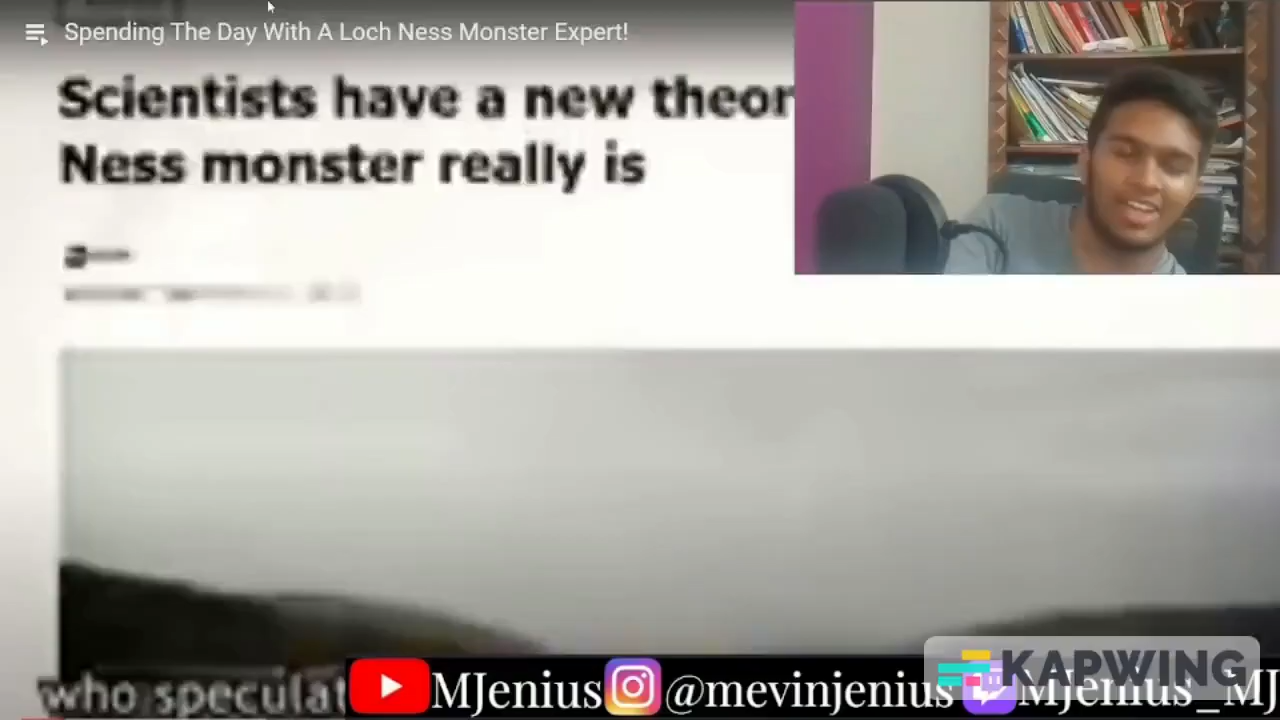 Spending The Day With A Loch Ness Monster Expert!
Scientists have a new theor
Ness monster really is
who speculat
MJenius @mevinjenius MJenius_MJ
KAPWING